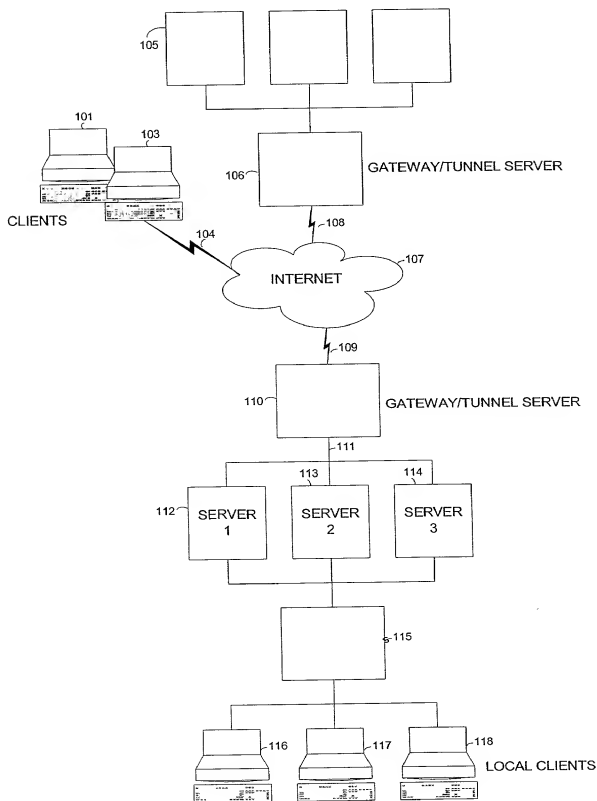 105
101
103
106
GATEWAY/TUNNEL SERVER
CLIENTS
108
104
107
INTERNET
109
110
GATEWAY/TUNNEL SERVER
111
113
114
112
SERVER
1
SERVER
2
SERVER
3
115
116
117
118
LOCAL CLIENTS